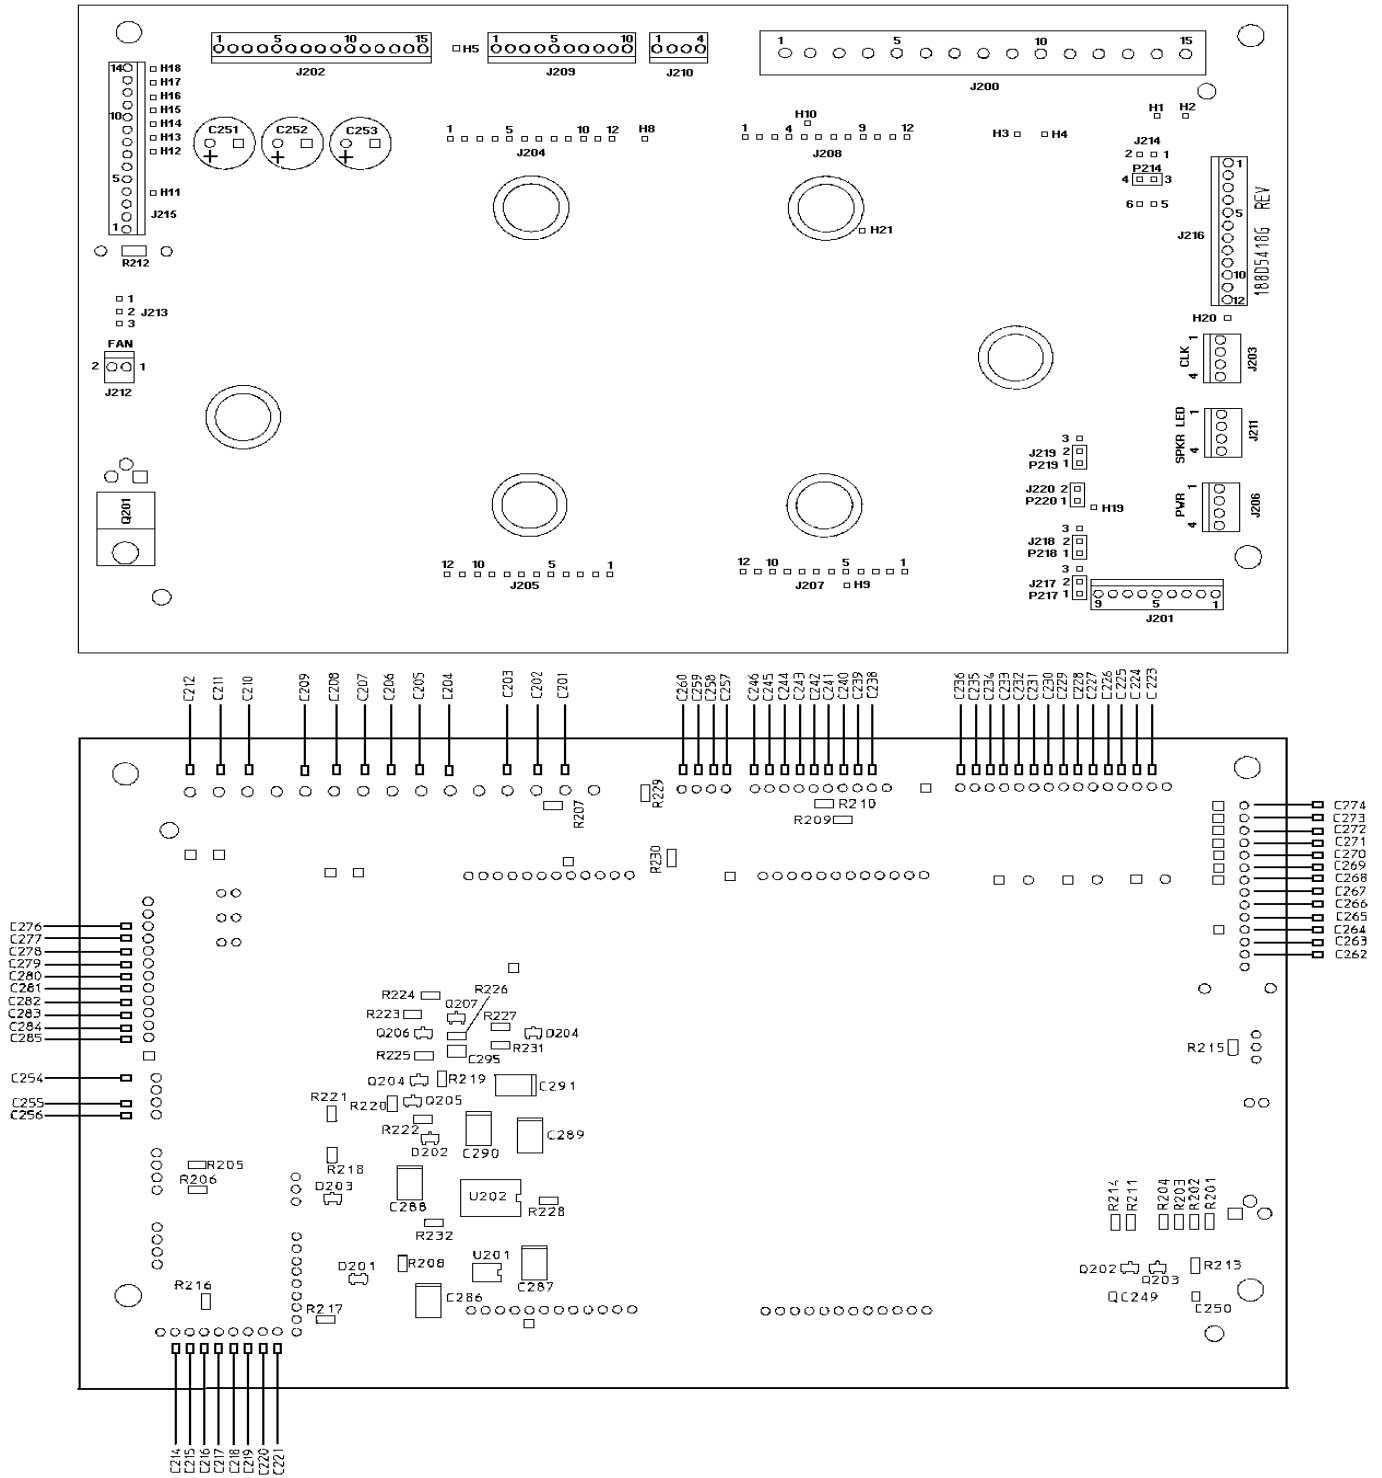 1 5 10 15
J202
H5
1 5 10
J209
1 4
J210
1 5 10 15
J200
14
10
5
1
J215
H18
H17
H16
H15
H14
H13
H12
H11
C251
C252
C253
+ + +
1 5 10 12
J204
H8
H10
1 4 9 12
J208
H3 H4
H1 H2
J214
2 1
P214
4 3
6 5
1
5
10
12
J216
188D5418G REV
H21
R212
1
2
3
J213
FAN
2 1
J212
H20
CLK
1
4
J203
SPKR LED
1
4
J211
PWR
1
4
J206
Q201
3
J219 2
P219 1
J220 2
P220 1
H19
3
J218 2
P218 1
3
J217 2
P217 1
9 5 1
J201
12 10 5 1
J205
12 10 5 1
J207
H9
C212 C211 C210 C209 C208 C207 C206 C205 C204 C203 C202 C201
C260 C259 C258 C257
C246 C245 C244 C243 C242 C241 C240 C239 C238
C236 C235 C234 C233 C232 C231 C230 C229 C228 C227 C226 C225 C224 C223
R207
R229
R210
R209
R230
C274
C273
C272
C271
C270
C269
C268
C267
C266
C265
C264
C263
C262
C276
C277
C278
C279
C280
C281
C282
C283
C284
C285
C254
C255
C256
R224
R226
Q207
R223
R227
Q206
D204
R231
R225
C295
R215
Q204
R219
C291
R221
R220
Q205
R222
C289
D202
C290
R205
R218
R206
D203
C288
U202
R228
R232
R214 R211 R204 R203 R202 R201
U201
D201
R208
C287
Q202
Q203
R213
R216
C286
QC249
C250
R217
C214 C215 C216 C217 C218 C219 C220 C221